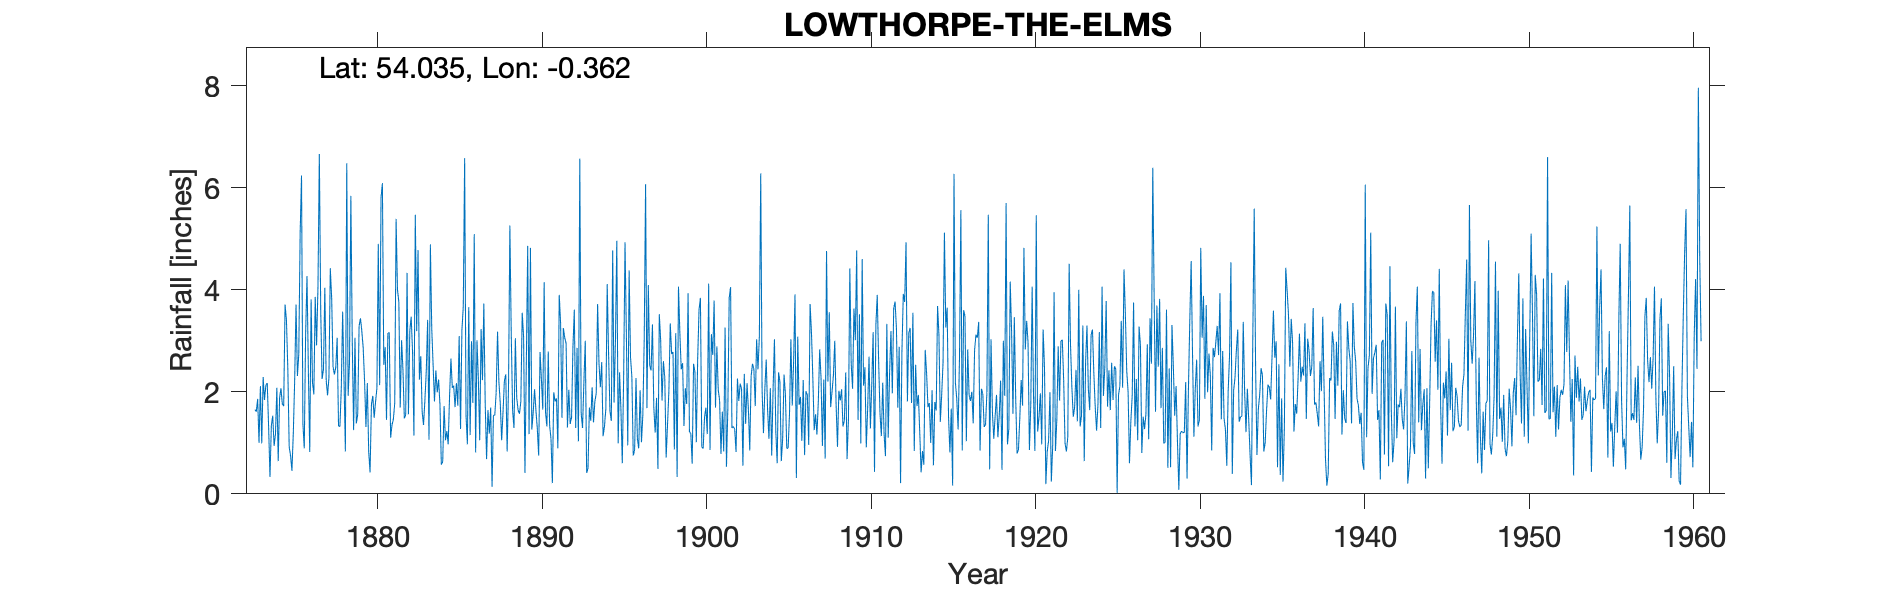 LOWTHORPE-THE-ELMS
Lat: 54.035, Lon: -0.362
8
6
4
2
0
Rainfall [inches]
1880 1890 1900 1910 1920 1930 1940 1950 1960
Year